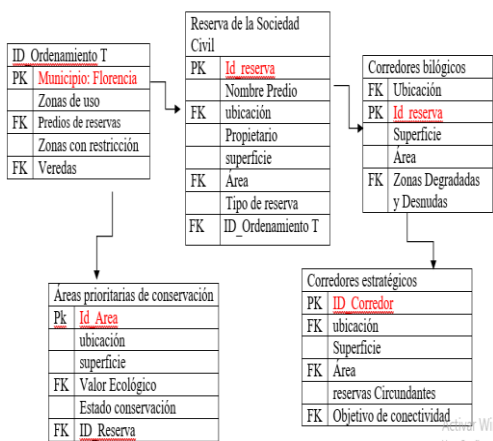 ID_Ordenamiento T
PK Municipio: Florencia
Zonas de uso
FK Predios de reservas
Zonas con restricción
FK Veredas
Reserva de la Sociedad
Civil
PK Id_reserva
Nombre Predio
FK ubicación
Propietario
superficie
FK Área
Tipo de reserva
FK ID_Ordenamiento T
Corredores bilógicos
FK Ubicación
PK Id_reserva
Superficie
Área
FK Zonas Degradadas
y Desnudas
Áreas prioritarias de conservación
Pk Id_Area
ubicación
superficie
FK Valor Ecológico
Estado conservación
FK ID_Reserva
Corredores estratégicos
PK ID_Corredor
FK ubicación
Superficie
FK Área
reservas Circundantes
FK Objetivo de conectividad
Activar Wi